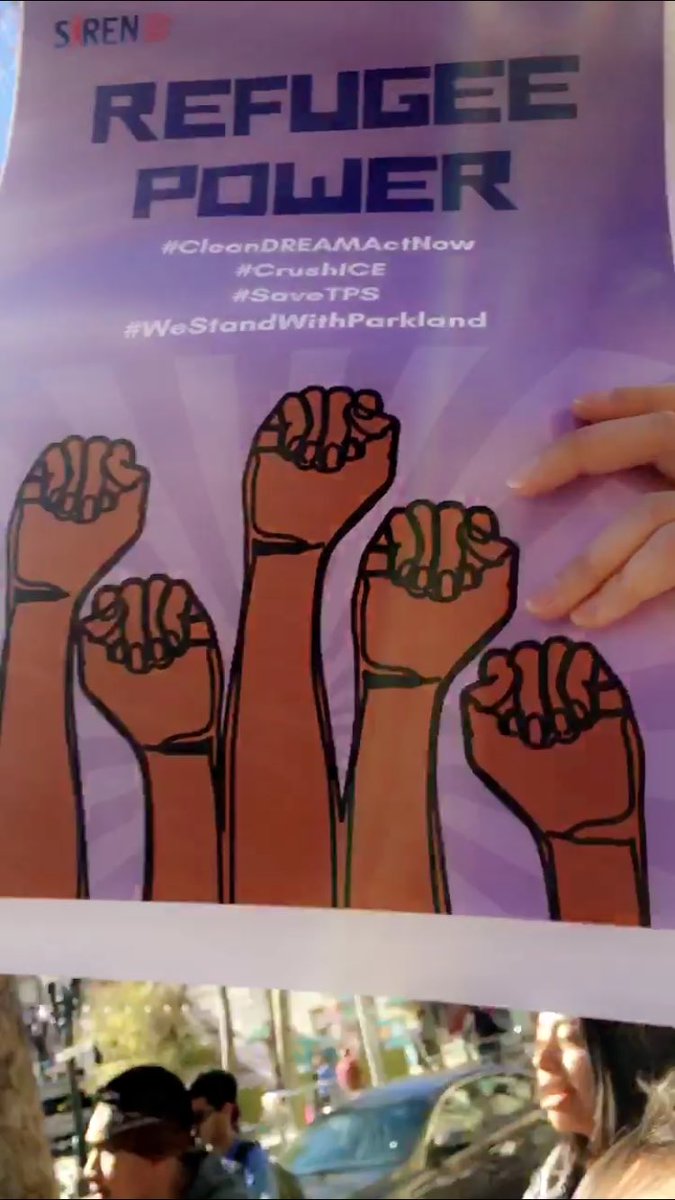 SIREN
REFUGEE
POWER
#CleanDREAMActNow
#CrushICE
#SaveTPS
#WeStandWithParkland